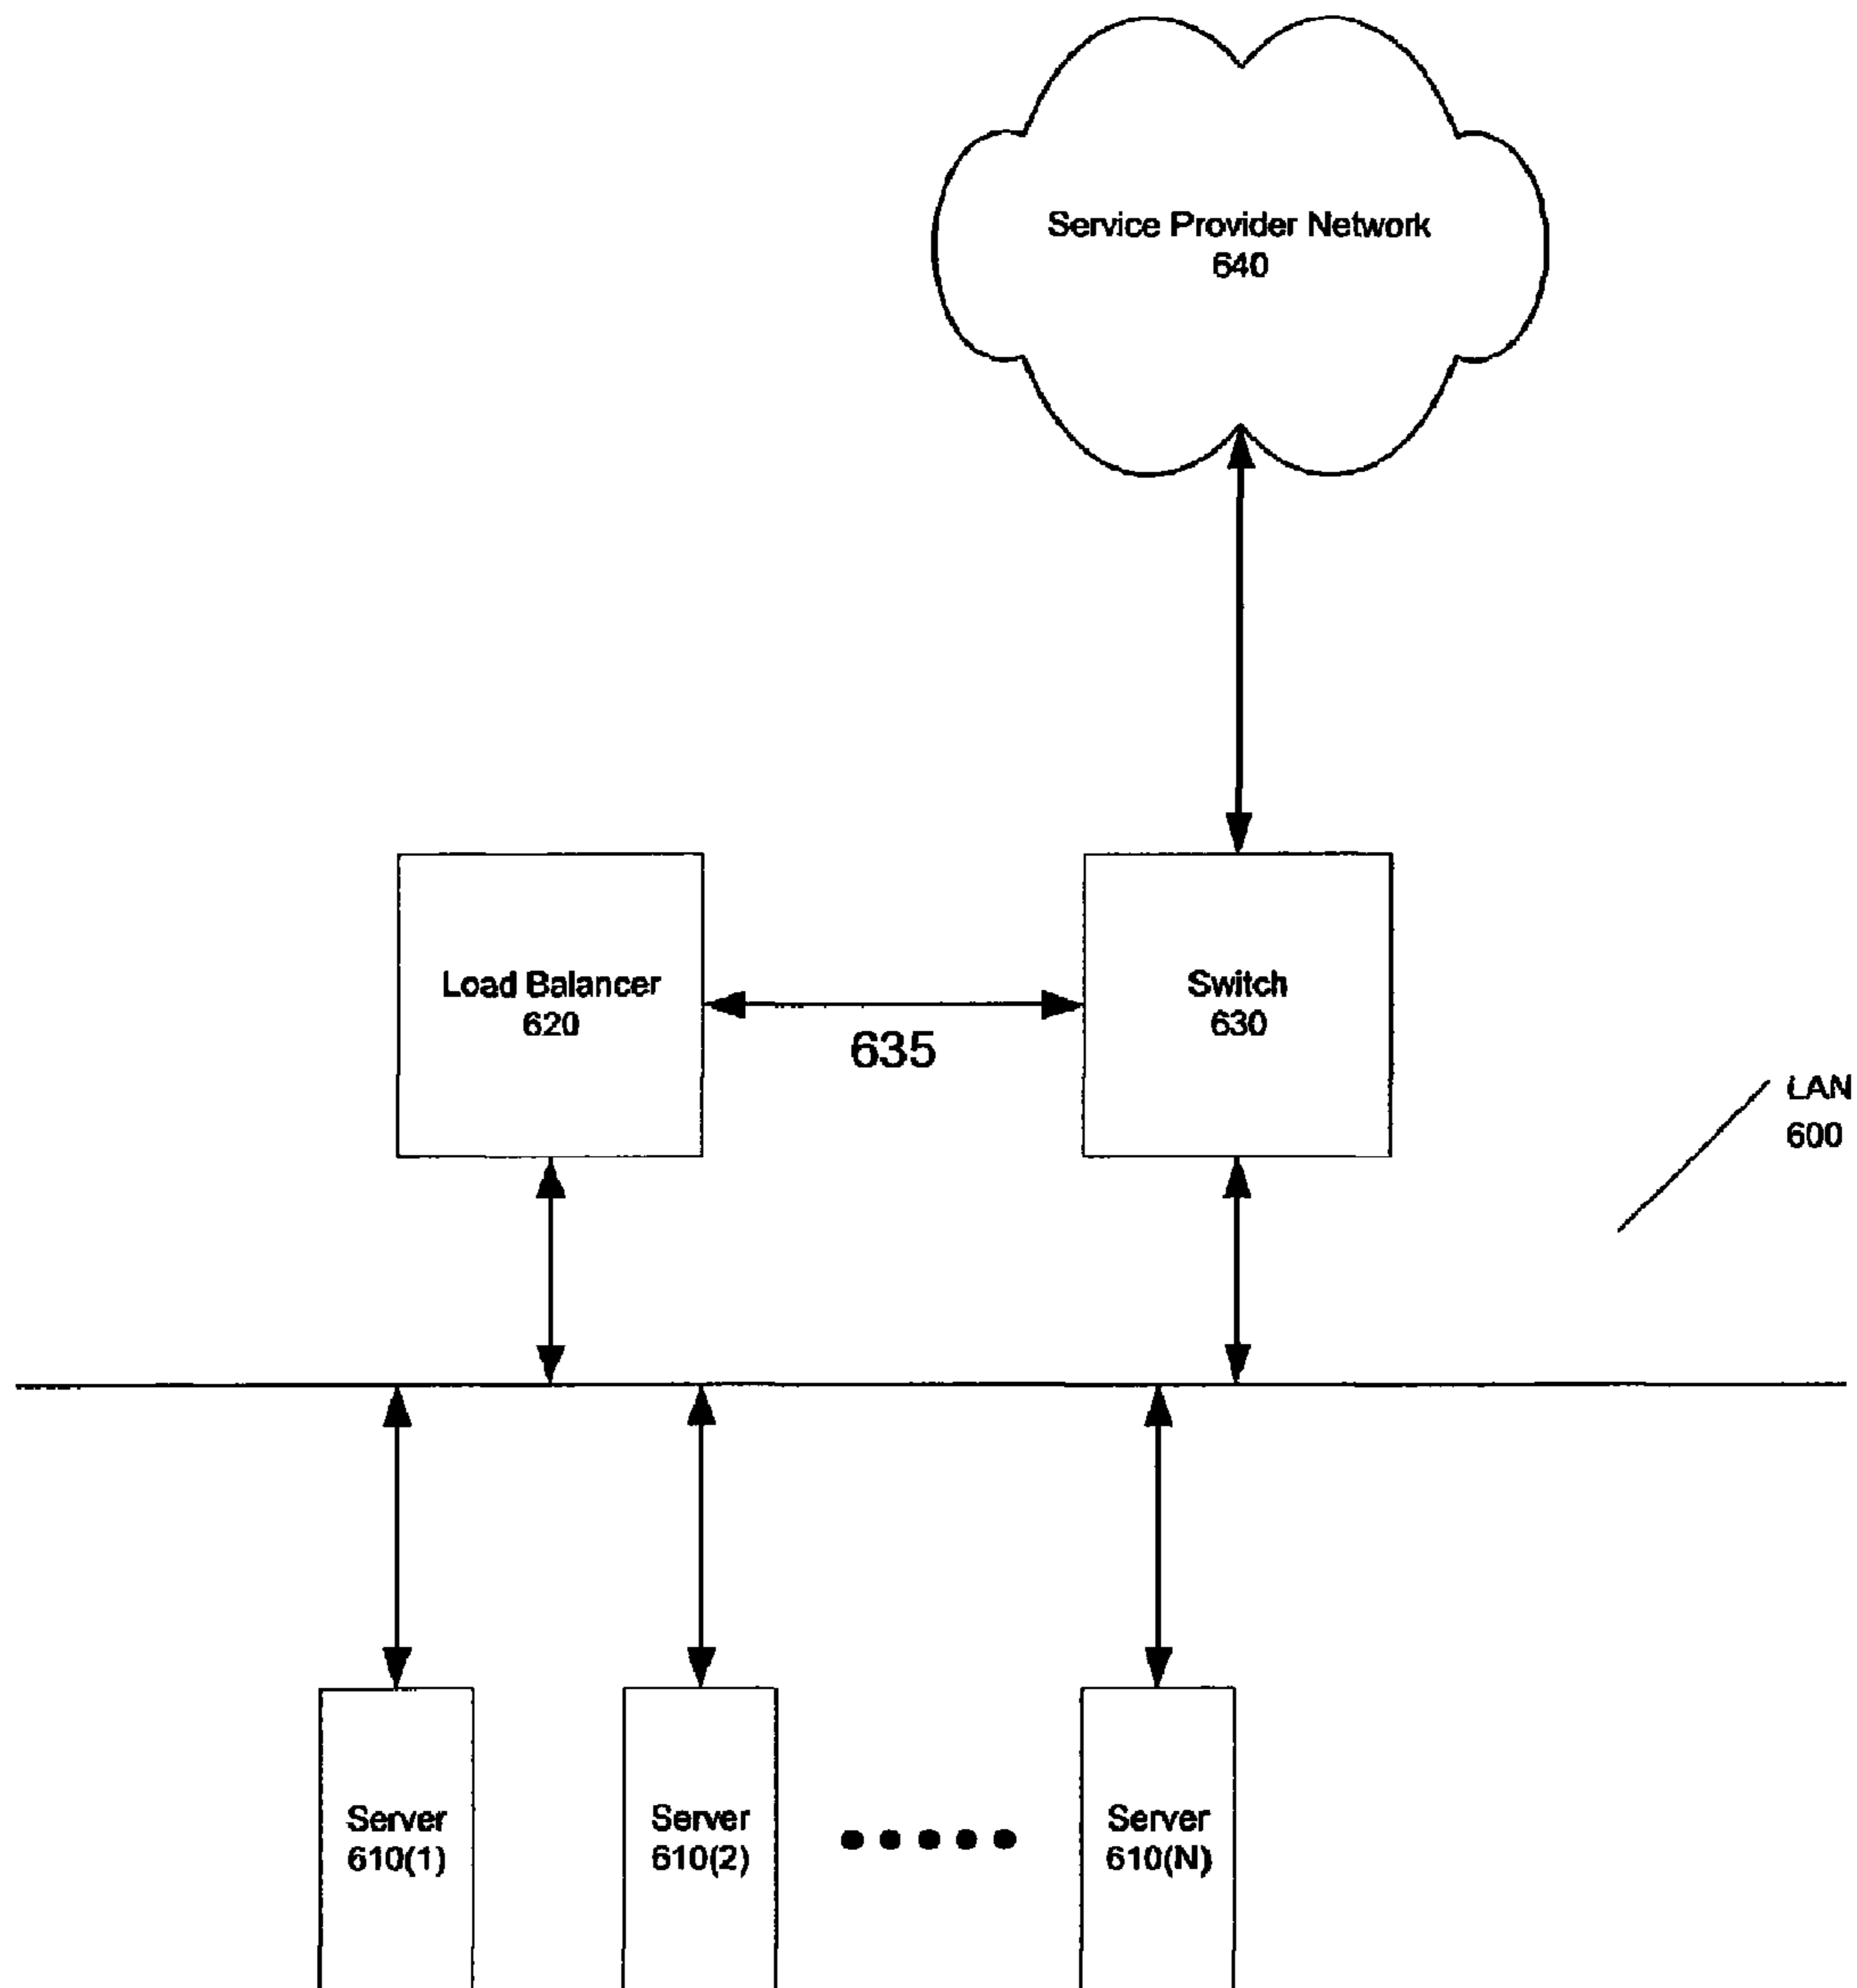 Service Provider Network
640
Load Balancer
620
635
Switch
630
LAN
600
Server
610(1)
Server
610(2)
Server
610(N)